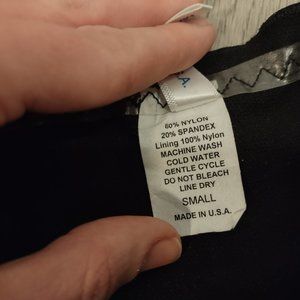 .A.
80% NYLON
20% SPANDEX
Lining 100% Nylon
MACHINE WASH
COLD WATER
GENTLE CYCLE
DO NOT BLEACH
LINE DRY
SMALL
MADE IN U.S.A.